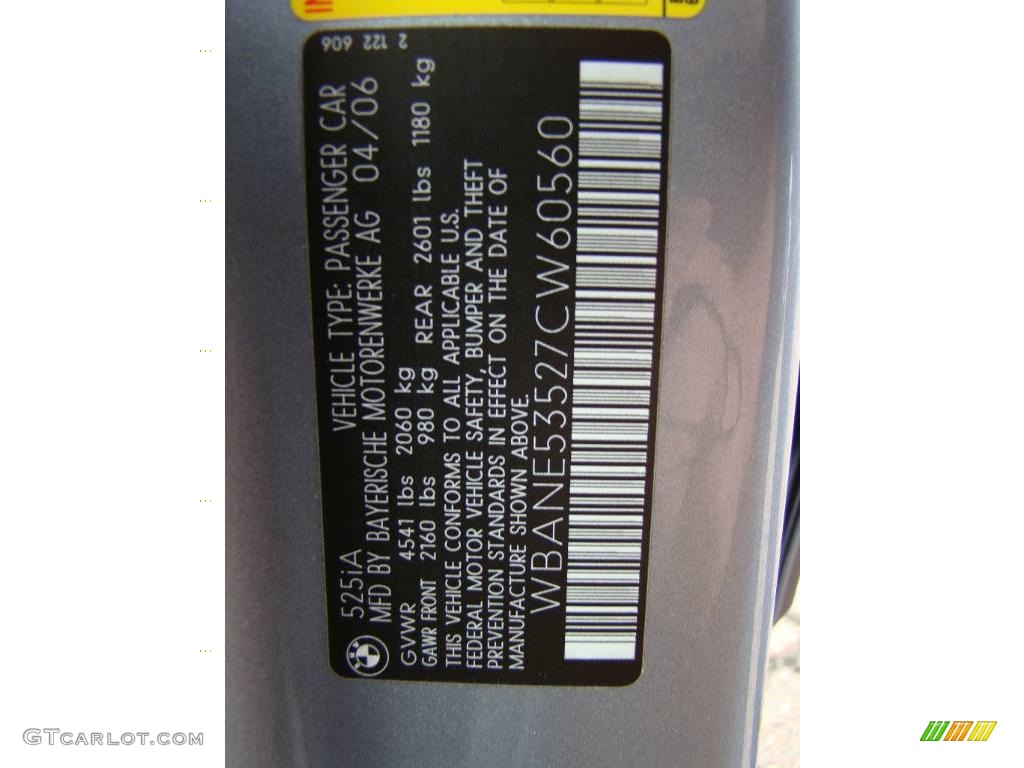 525iA VEHICLE TYPE: PASSENGER CAR
MFD BY BAYERISCHE MOTORENWERKE AG 04/06
GVWR 4541 lbs 2060 kg
GAWR FRONT 2160 lbs 980 kg REAR 2601 lbs 1180 kg
THIS VEHICLE CONFORMS TO ALL APPLICABLE U.S.
FEDERAL MOTOR VEHICLE SAFETY, BUMPER AND THEFT
PREVENTION STANDARDS IN EFFECT ON THE DATE OF
MANUFACTURE SHOWN ABOVE.
WBANE53527CW60560
2 122 606
GTCARLOT.COM